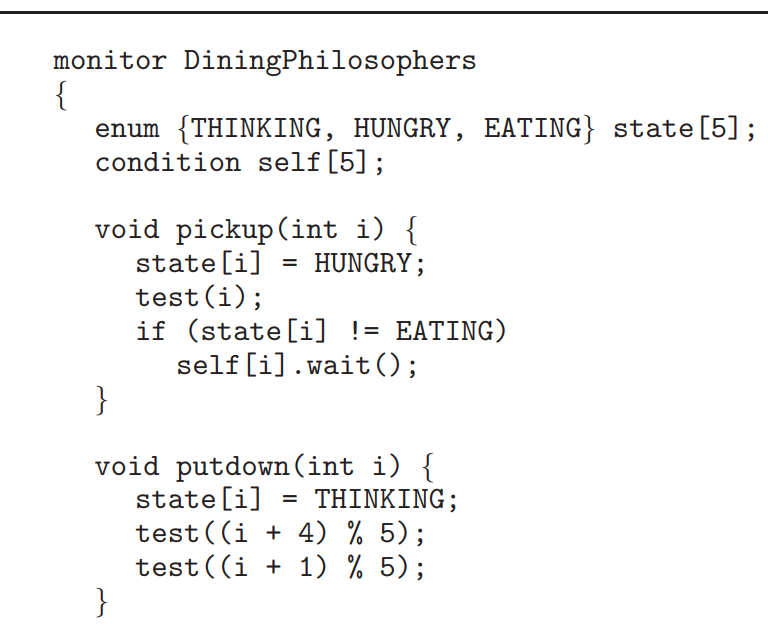 monitor DiningPhilosophers
{
enum {THINKING, HUNGRY, EATING} state[5];
condition self[5];
void pickup(int i) {
state[i] = HUNGRY;
test(i);
if (state[i] != EATING)
self[i].wait();
}
void putdown(int i) {
state[i] = THINKING;
test((i + 4) % 5);
test((i + 1) % 5);
}